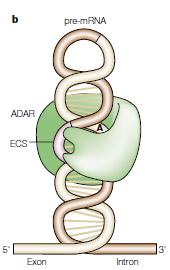 b
pre-mRNA
ADAR
A
ECS
5' 3'
Exon Intron